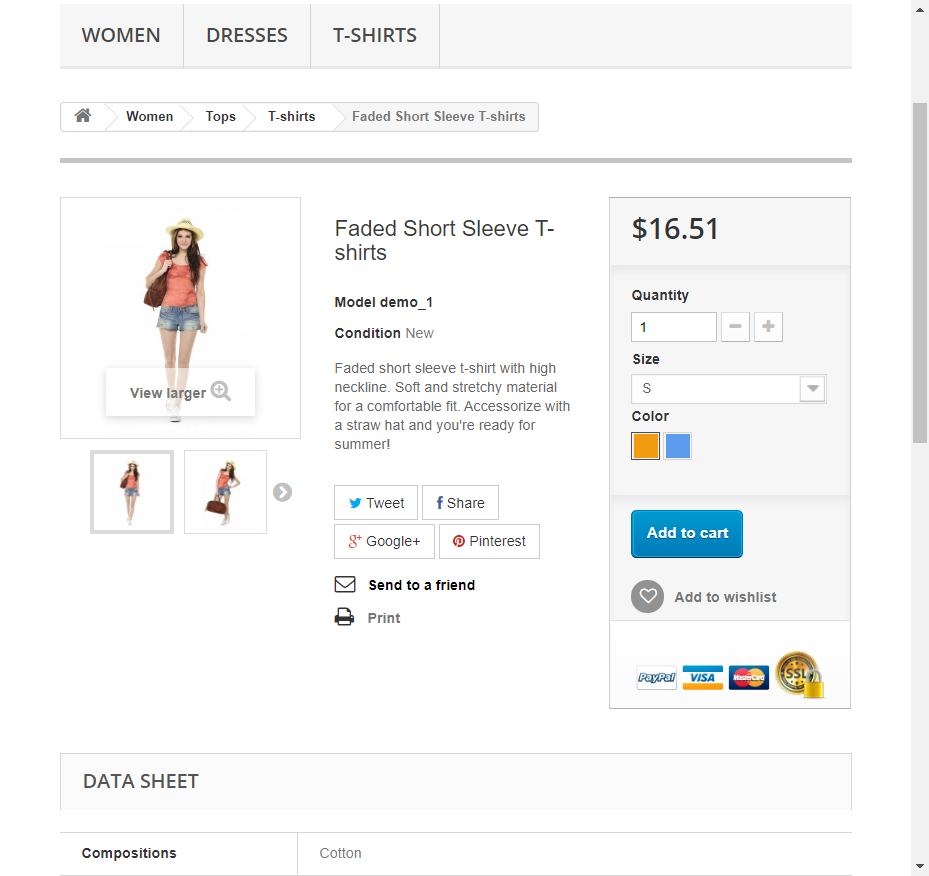 WOMEN
DRESSES
T-SHIRTS
Women
Tops
T-shirts
Faded Short Sleeve T-shirts
View larger
Faded Short Sleeve T-
shirts
Model demo_1
Condition New
Faded short sleeve t-shirt with high
neckline. Soft and stretchy material
for a comfortable fit. Accessorize with
a straw hat and you're ready for
summer!
Tweet
Share
Google+
Pinterest
Send to a friend
Print
$16.51
Quantity
1
Size
S
Color
Add to cart
Add to wishlist
PayPal
VISA
MasterCard
SSL
DATA SHEET
Compositions
Cotton